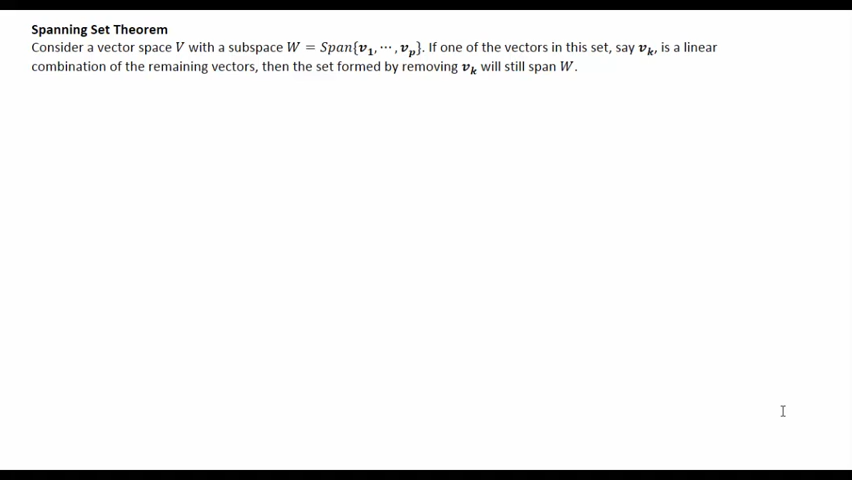 Spanning Set Theorem
Consider a vector space V with a subspace W = Span{v₁, ⋯ , vₚ}. If one of the vectors in this set, say vₖ, is a linear
combination of the remaining vectors, then the set formed by removing vₖ will still span W.